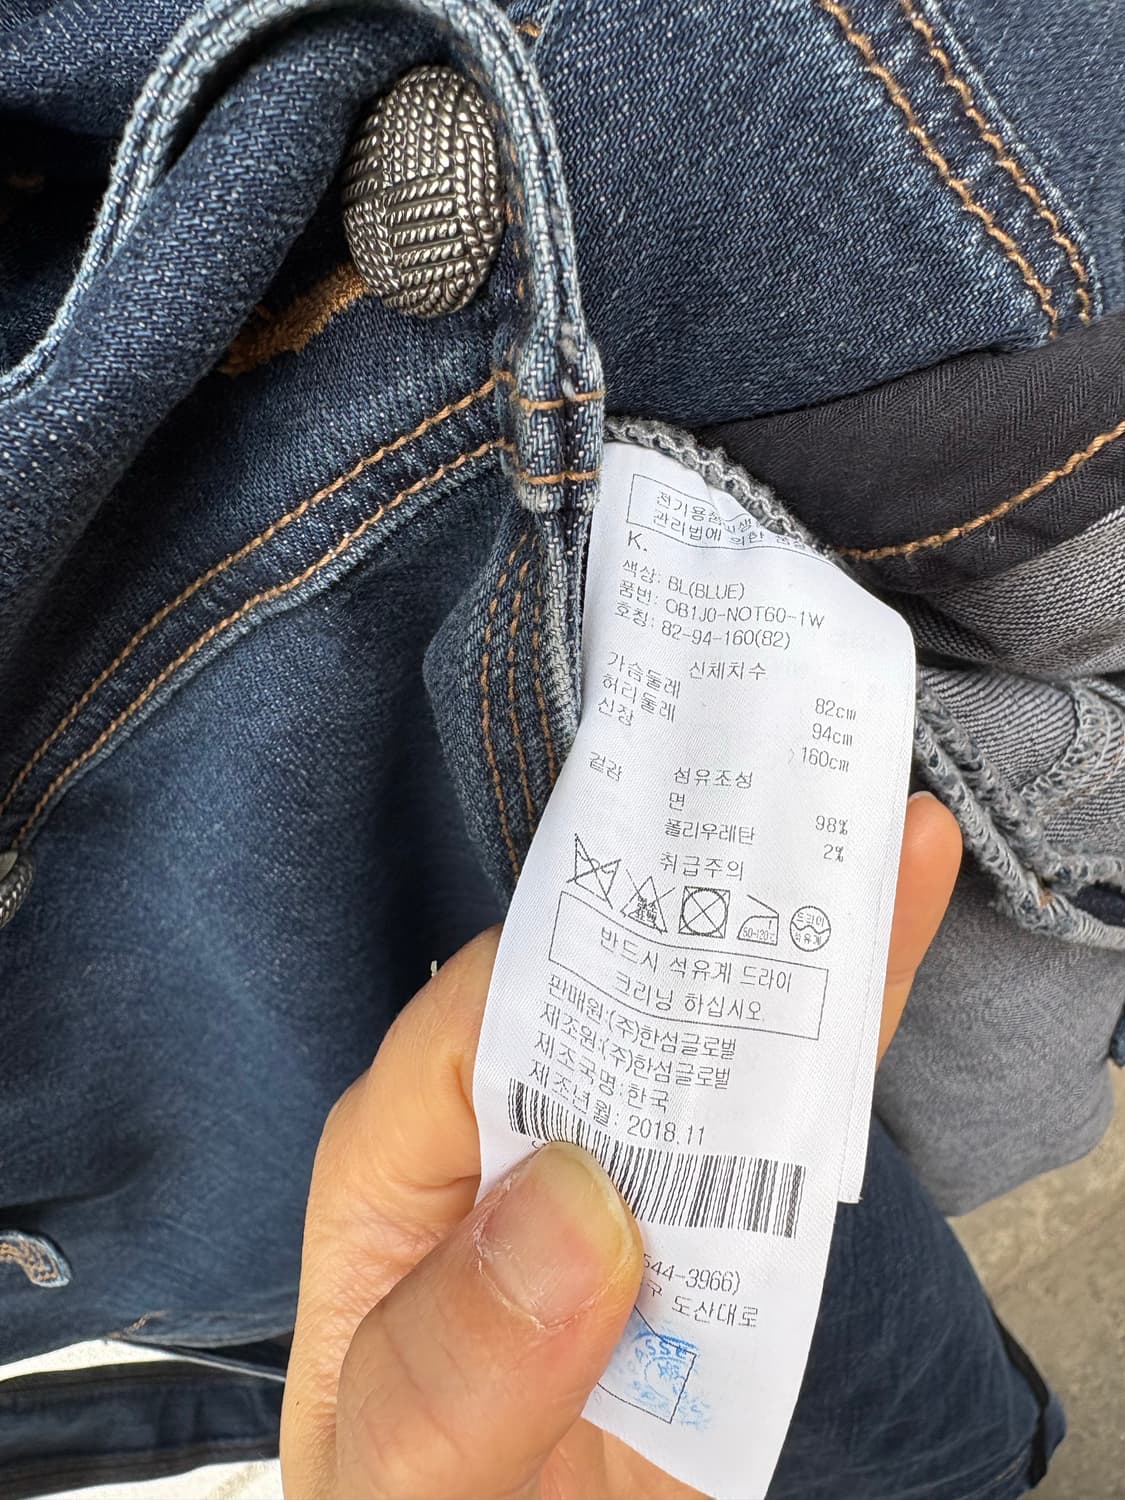 전기용품 및 생
관리법에 의한 품
K.
색상: BL(BLUE)
품번: OB1J0-NOT60-1W
호칭: 82-94-160(82)
신체치수
가슴둘레 82cm
허리둘레 94cm
신장 160cm
섬유조성
겉감 면 98%
폴리우레탄 2%
취급주의
염소 표백
60-120℃
드라이
석유계
반드시 석유계 드라이
크리닝 하십시오.
판매원:(주)한섬글로벌
제조원:(주)한섬글로벌
제조국명:한국
제조년월: 2018.11
544-3966)
구 도산대로